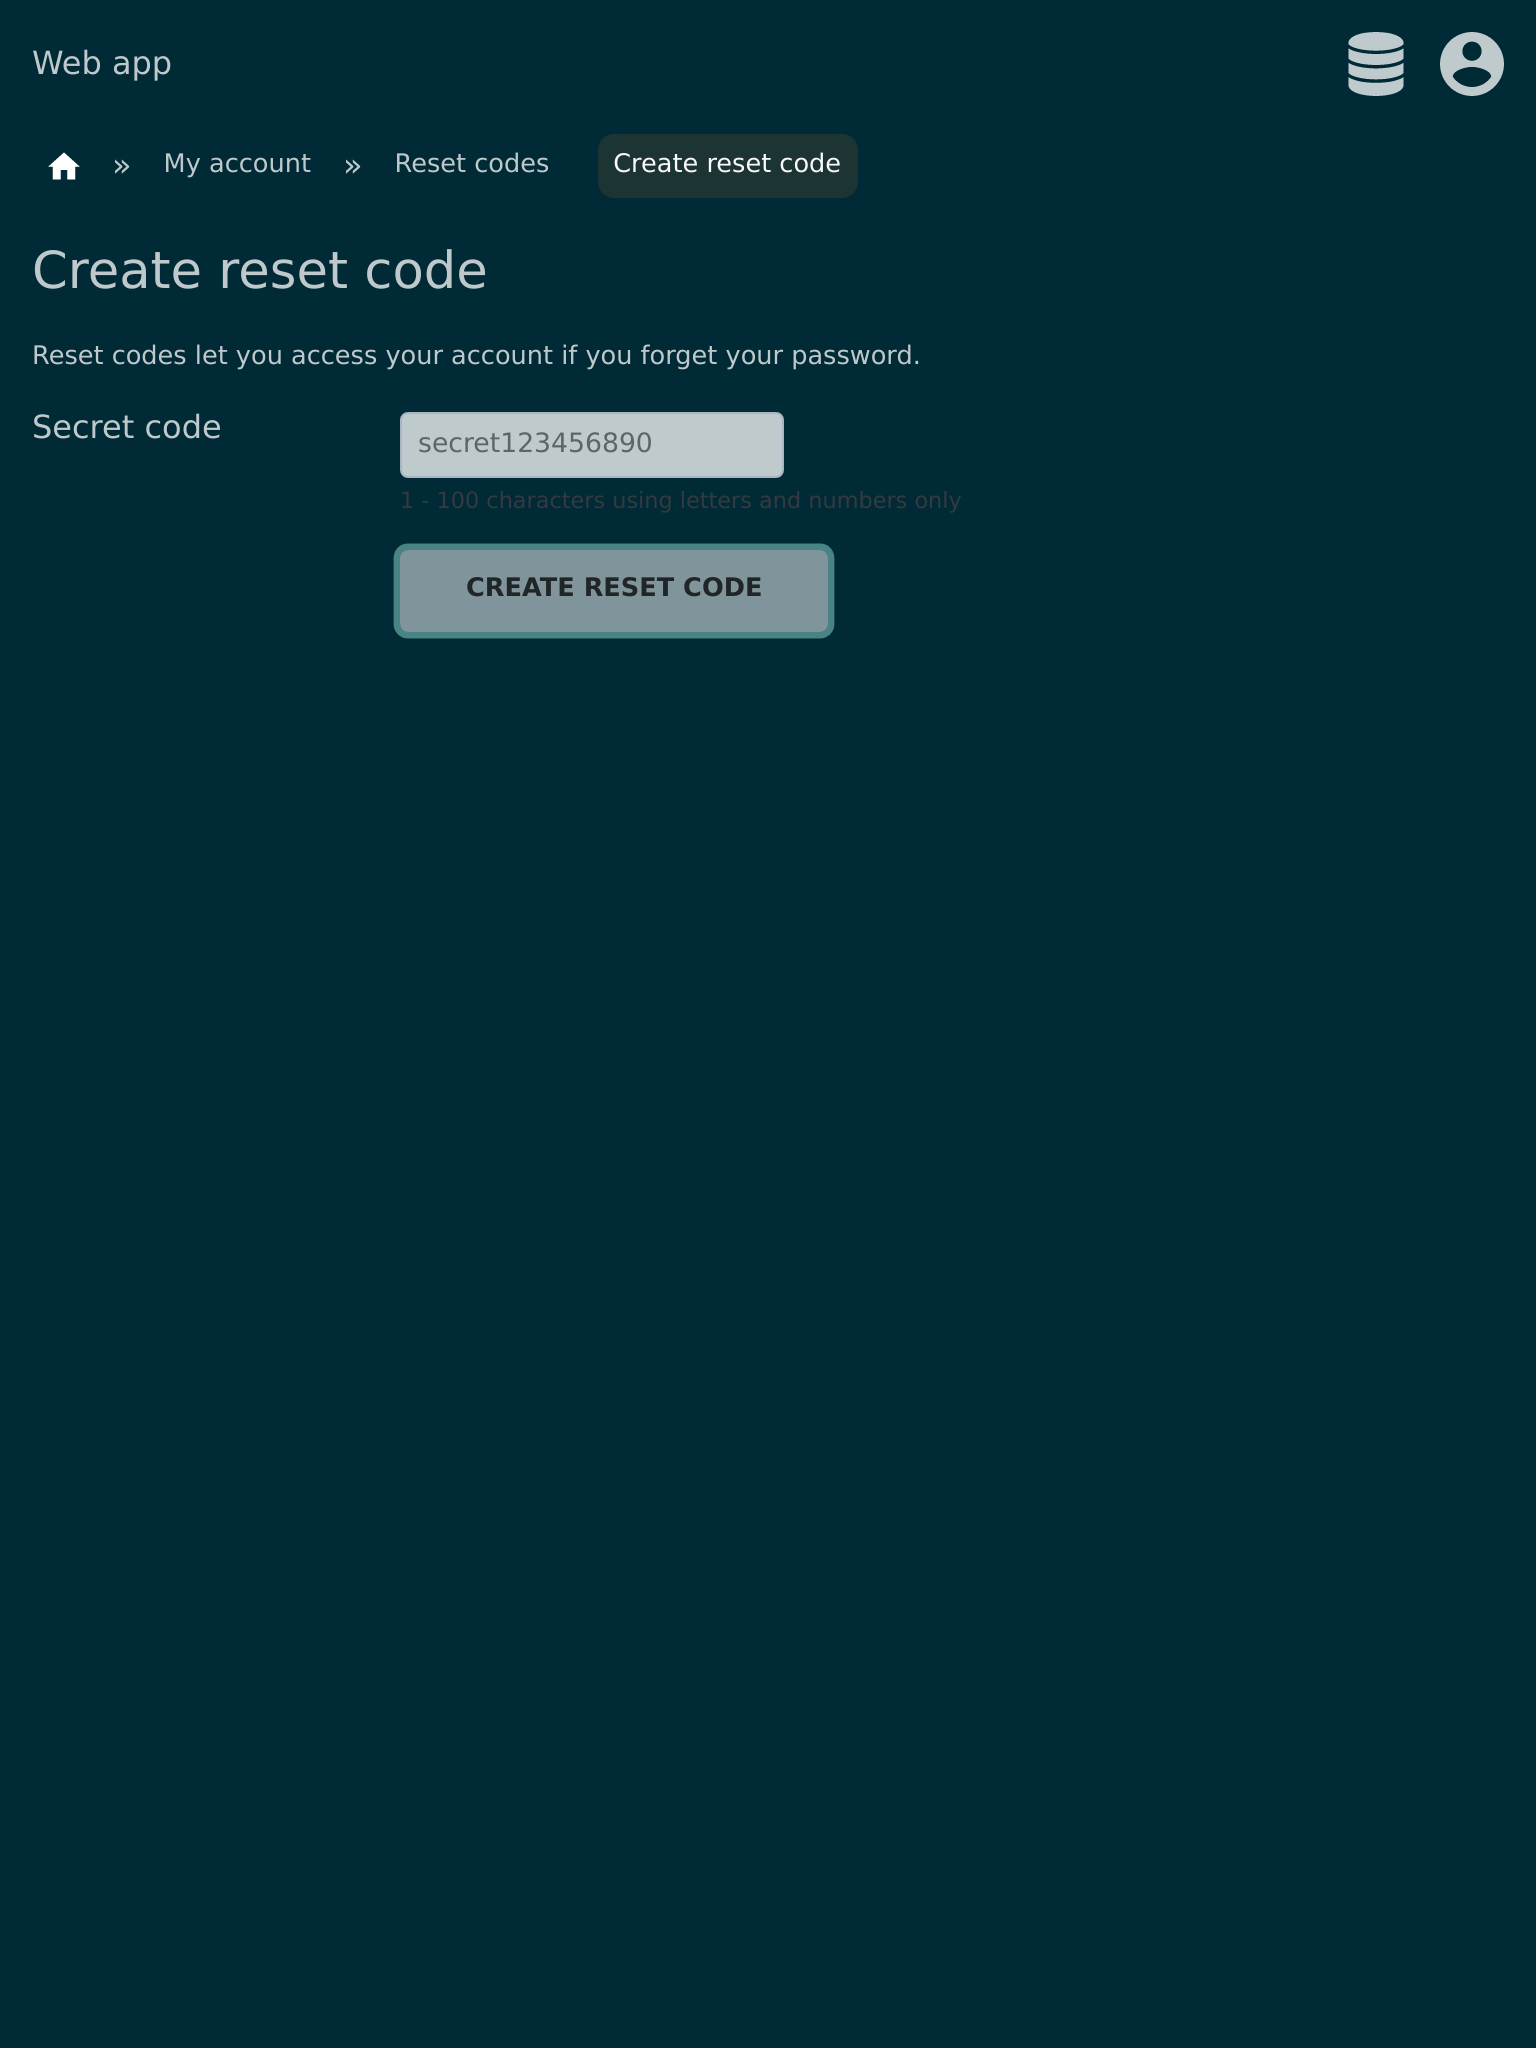 Web app
» My account » Reset codes Create reset code
Create reset code
Reset codes let you access your account if you forget your password.
Secret code
secret123456890
1 - 100 characters using letters and numbers only
CREATE RESET CODE